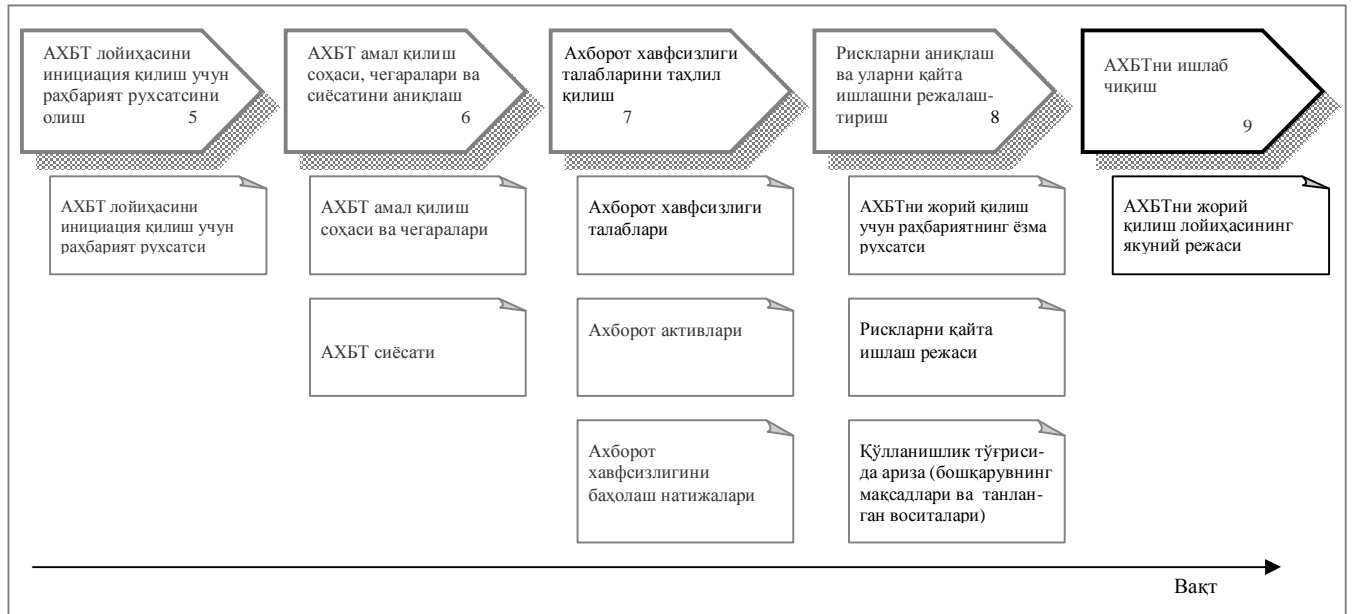 АХБТ лойиҳасини
инициация қилиш учун
раҳбарият рухсатсини
олиш 5
АХБТ амал қилиш
соҳаси, чегаралари ва
сиёсатини аниқлаш
6
Ахборот хавфсизлиги
талабларини таҳлил
қилиш
7
Рискларни аниқлаш
ва уларни қайта
ишлашни режалаш-
тириш 8
АХБТни ишлаб
чиқиш
9
АХБТ лойиҳасини
инициация қилиш учун
раҳбарият рухсатси
АХБТ амал қилиш
соҳаси ва чегаралари
Ахборот хавфсизлиги
талаблари
АХБТни жорий қилиш
учун раҳбариятнинг ёзма
рухсатси
АХБТни жорий
қилиш лойиҳасининг
якуний режаси
АХБТ сиёсати
Ахборот активлари
Рискларни қайта
ишлаш режаси
Ахборот
хавфсизлигини
баҳолаш натижалари
Қўлланишлик тўғриси-
да ариза (бошқарувнинг
мақсадлари ва танлан-
ган воситалари)
Вақт